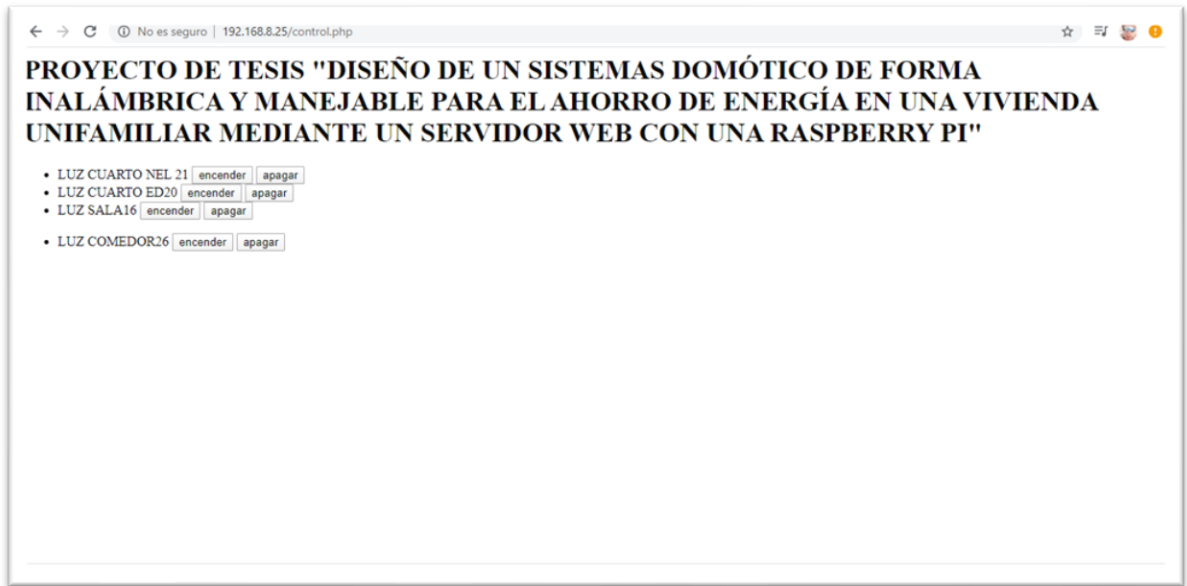 No es seguro | 192.168.8.25/control.php
PROYECTO DE TESIS "DISEÑO DE UN SISTEMAS DOMÓTICO DE FORMA
INALÁMBRICA Y MANEJABLE PARA EL AHORRO DE ENERGÍA EN UNA VIVIENDA
UNIFAMILIAR MEDIANTE UN SERVIDOR WEB CON UNA RASPBERRY PI"
• LUZ CUARTO NEL 21 encender apagar
• LUZ CUARTO ED20 encender apagar
• LUZ SALA16 encender apagar
• LUZ COMEDOR26 encender apagar